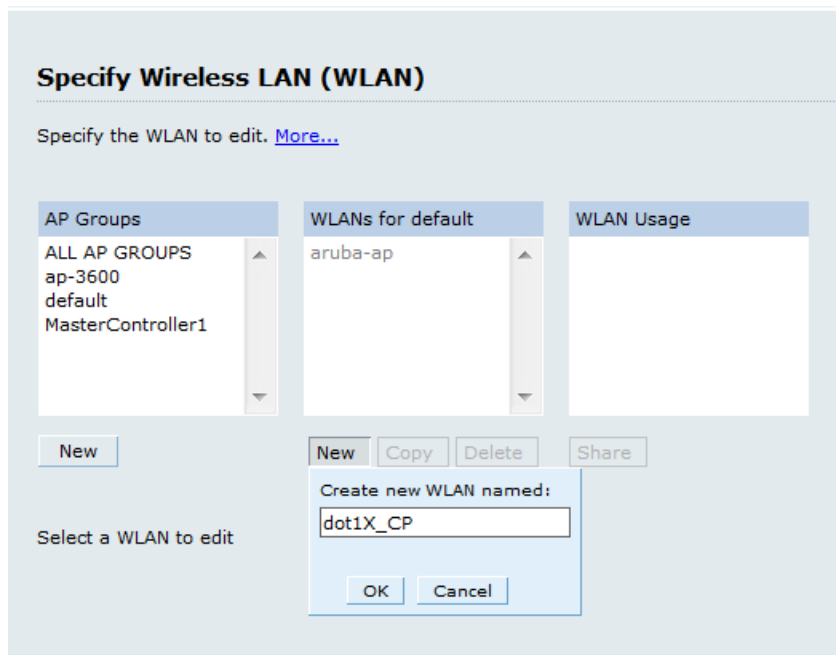 Specify Wireless LAN (WLAN)
Specify the WLAN to edit. More...
AP Groups
ALL AP GROUPS
ap-3600
default
MasterController1
New
WLANs for default
aruba-ap
New Copy Delete
WLAN Usage
Share
Create new WLAN named:
dot1X_CP
OK Cancel
Select a WLAN to edit